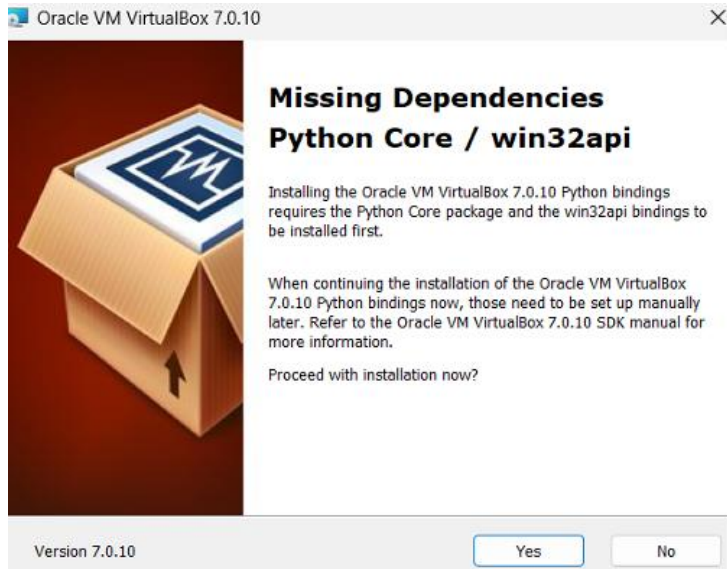 Oracle VM VirtualBox 7.0.10
Missing Dependencies
Python Core / win32api
Installing the Oracle VM VirtualBox 7.0.10 Python bindings
requires the Python Core package and the win32api bindings to
be installed first.
When continuing the installation of the Oracle VM VirtualBox
7.0.10 Python bindings now, those need to be set up manually
later. Refer to the Oracle VM VirtualBox 7.0.10 SDK manual for
more information.
Proceed with installation now?
Version 7.0.10
Yes
No